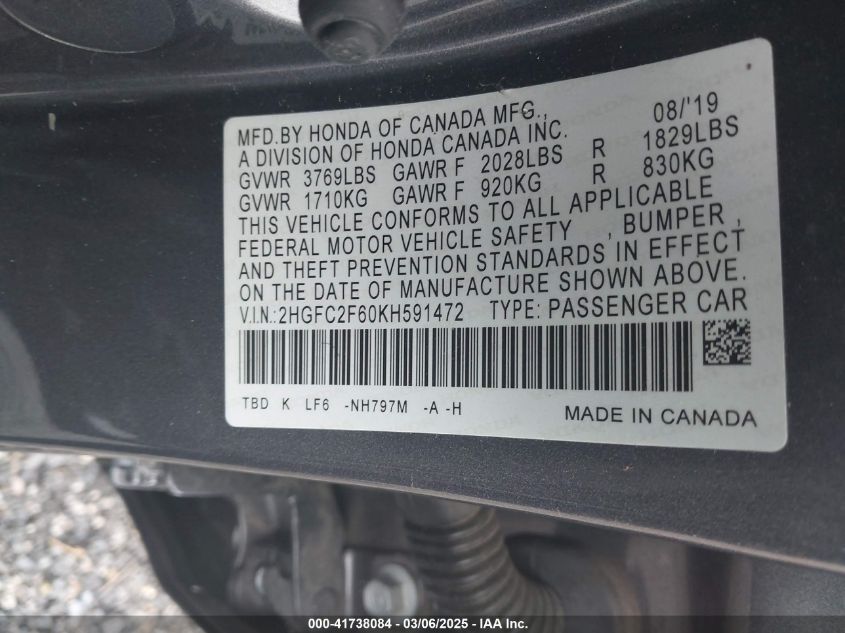 MFD.BY HONDA OF CANADA MFG., 08/'19
A DIVISION OF HONDA CANADA INC.
GVWR 3769LBS GAWR F 2028LBS R 1829LBS
GVWR 1710KG GAWR F 920KG R 830KG
THIS VEHICLE CONFORMS TO ALL APPLICABLE
FEDERAL MOTOR VEHICLE SAFETY , BUMPER ,
AND THEFT PREVENTION STANDARDS IN EFFECT
ON THE DATE OF MANUFACTURE SHOWN ABOVE.
V.I.N.:2HGFC2F60KH591472 TYPE: PASSENGER CAR
TBD K LF6 -NH797M -A -H MADE IN CANADA
000-41738084 - 03/06/2025 - IAA Inc.